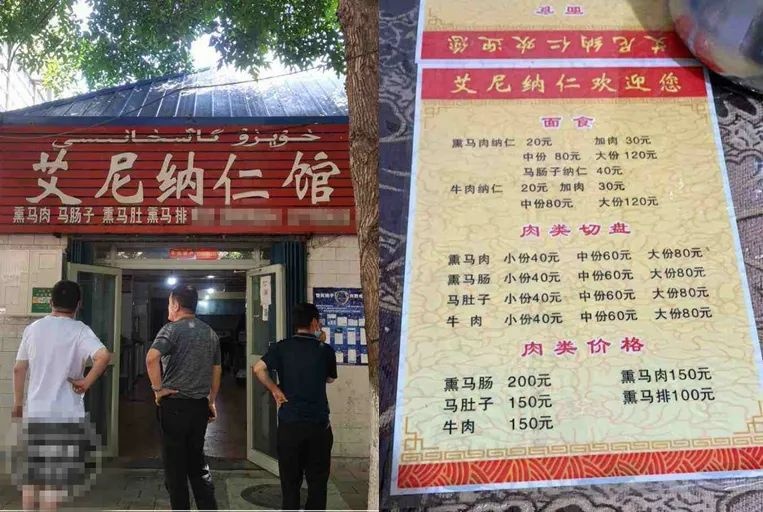 خۇيزۇ گاشخانىسى
艾尼纳仁馆
熏马肉 马肠子 熏马肚 熏马排
艾尼纳仁欢迎您
艾尼纳仁欢迎您
面食
熏马肉纳仁 20元 加肉 30元
中份 80元 大份120元
马肠子纳仁 40元
牛肉纳仁 20元 加肉 30元
中份80元 大份120元
肉类切盘
熏马肉 小份40元 中份60元 大份80元
熏马肠 小份40元 中份60元 大份80元
马肚子 小份40元 中份60元 大份80元
牛肉 小份40元 中份60元 大份80元
肉类价格
熏马肠 200元 熏马肉150元
马肚子 150元 熏马排100元
牛肉 150元